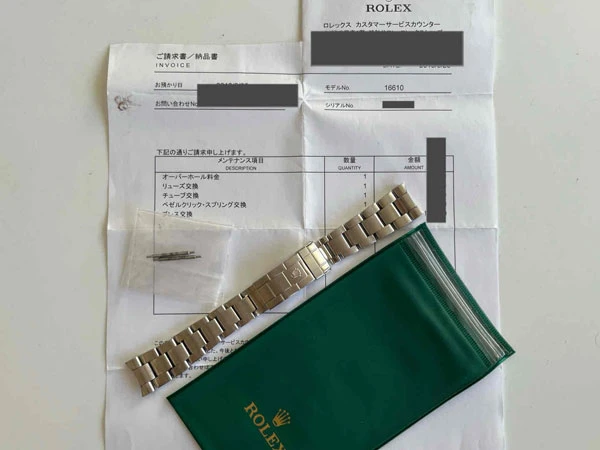 ROLEX
ロレックス カスタマーサービスカウンター
ご請求書／納品書
INVOICE
お預かり日
モデルNo. 16610
お問い合わせNo
シリアルNo.
下記の通りご請求申し上げます。
メンテナンス項目 数量 金額
DESCRIPTION QUANTITY AMOUNT
オーバーホール料金 1
リューズ交換 1
チューブ交換 1
ベゼルクリック・スプリング交換 1
交換
ROLEX